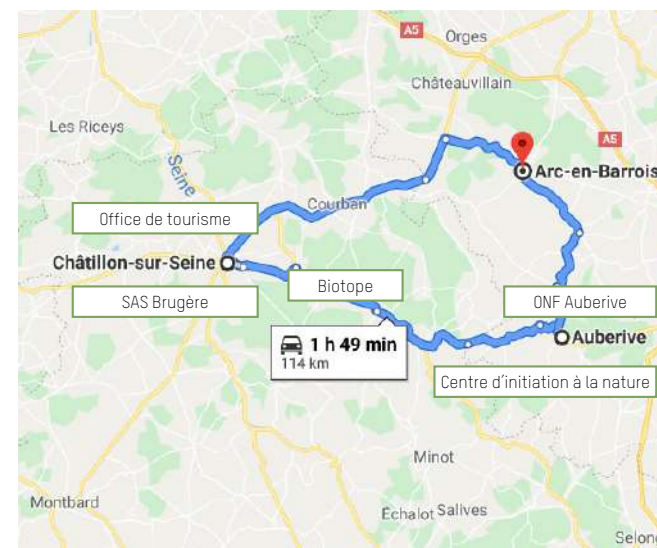 A5
Orges
Châteauvillain
Les Riceys
A5
Seine
Arc-en-Barrois
Courban
Office de tourisme
Châtillon-sur-Seine
Biotope
SAS Brugère
ONF Auberive
1 h 49 min
Auberive
114 km
Centre d'initiation à la nature
Minot
Montbard
Échalot Salives
Selong